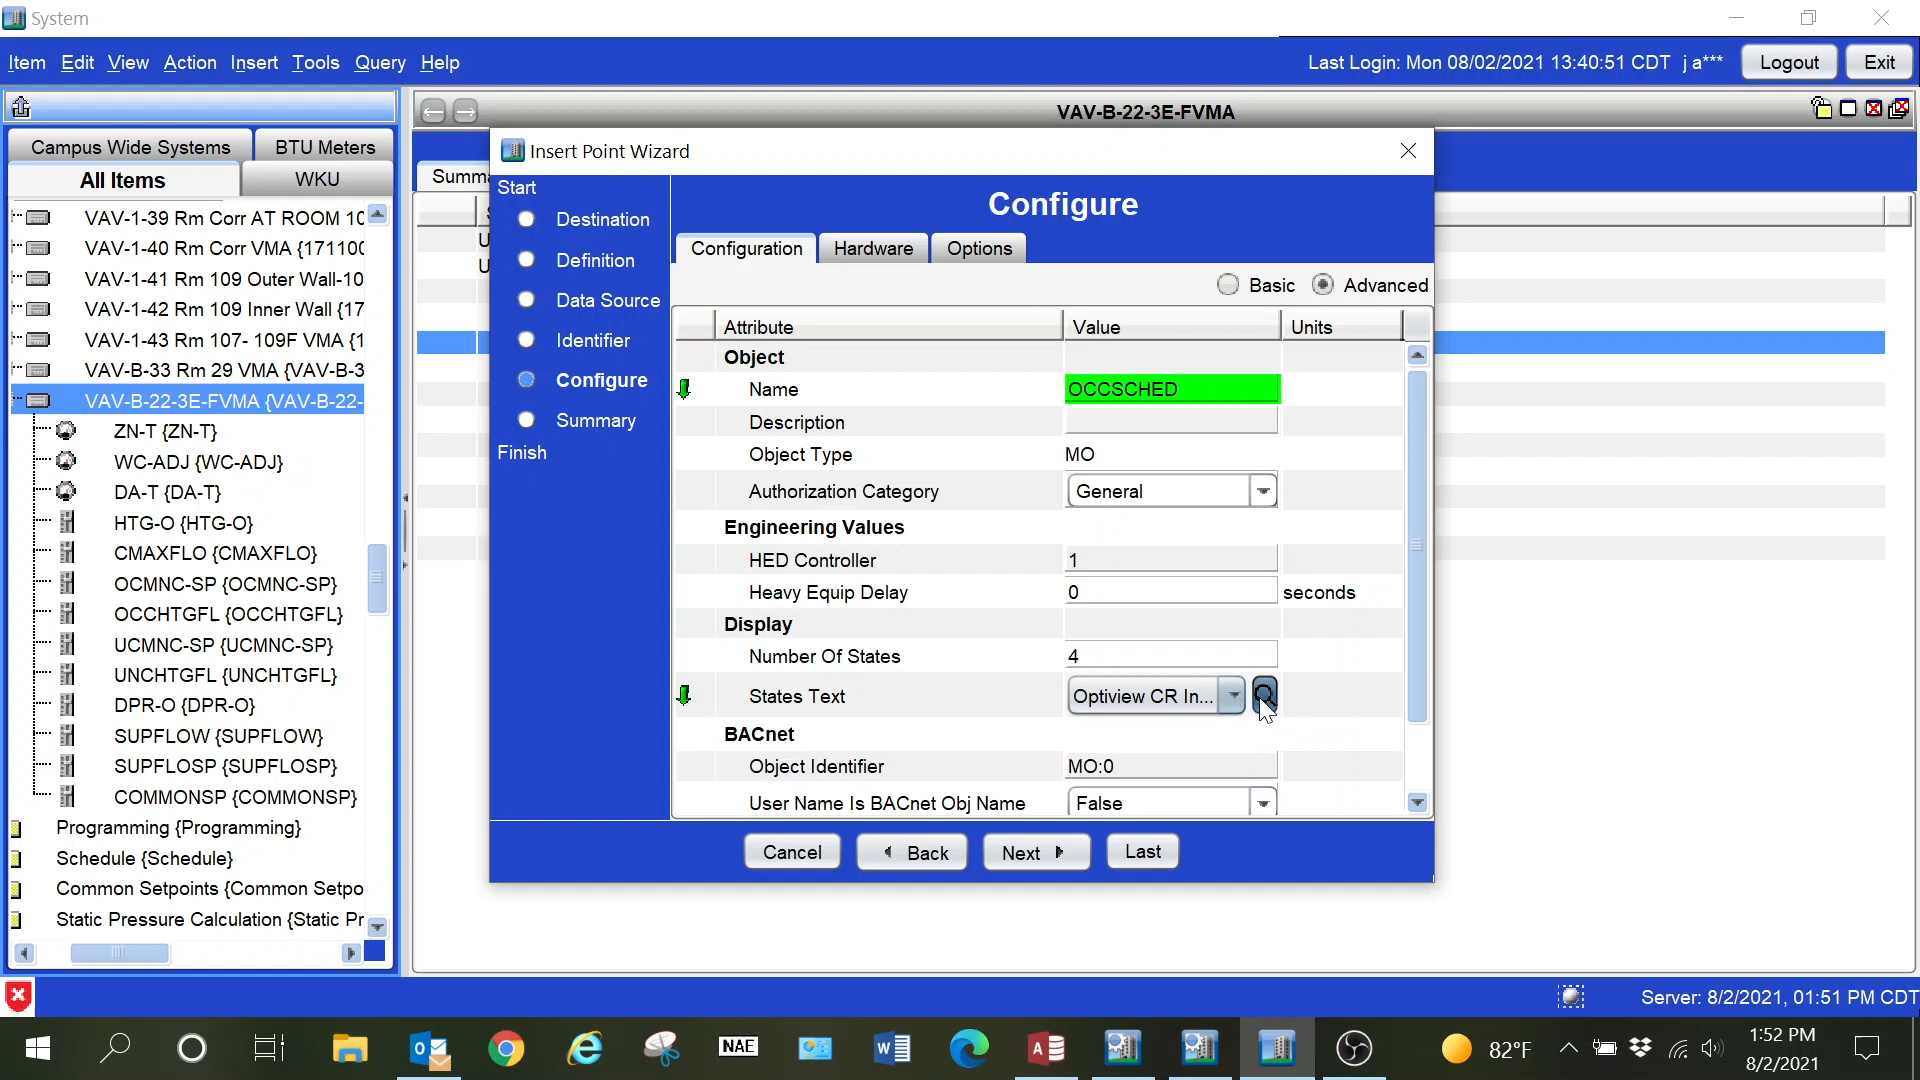 System
Item Edit View Action Insert Tools Query Help
Last Login: Mon 08/02/2021 13:40:51 CDT j a***
Logout
Exit
Campus Wide Systems
BTU Meters
All Items
WKU
VAV-1-39 Rm Corr AT ROOM 10
VAV-1-40 Rm Corr VMA {17110
VAV-1-41 Rm 109 Outer Wall-10
VAV-1-42 Rm 109 Inner Wall {17
VAV-1-43 Rm 107- 109F VMA {1
VAV-B-33 Rm 29 VMA {VAV-B-3
VAV-B-22-3E-FVMA {VAV-B-22-
ZN-T {ZN-T}
WC-ADJ {WC-ADJ}
DA-T {DA-T}
HTG-O {HTG-O}
CMAXFLO {CMAXFLO}
OCMNC-SP {OCMNC-SP}
OCCHTGFL {OCCHTGFL}
UCMNC-SP {UCMNC-SP}
UNCHTGFL {UNCHTGFL}
DPR-O {DPR-O}
SUPFLOW {SUPFLOW}
SUPFLOSP {SUPFLOSP}
COMMONSP {COMMONSP}
Programming {Programming}
Schedule {Schedule}
Common Setpoints {Common Setpo
Static Pressure Calculation {Static Pr
VAV-B-22-3E-FVMA
Summ
Insert Point Wizard
Start
Destination
Definition
Data Source
Identifier
Configure
Summary
Finish
Configure
Configuration Hardware Options
Basic Advanced
Attribute Value Units
Object
Name OCCSCHED
Description
Object Type MO
Authorization Category General
Engineering Values
HED Controller 1
Heavy Equip Delay 0 seconds
Display
Number Of States 4
States Text Optiview CR In...
BACnet
Object Identifier MO:0
User Name Is BACnet Obj Name False
Cancel
Back
Next
Last
Server: 8/2/2021, 01:51 PM CDT
NAE
82°F
1:52 PM
8/2/2021